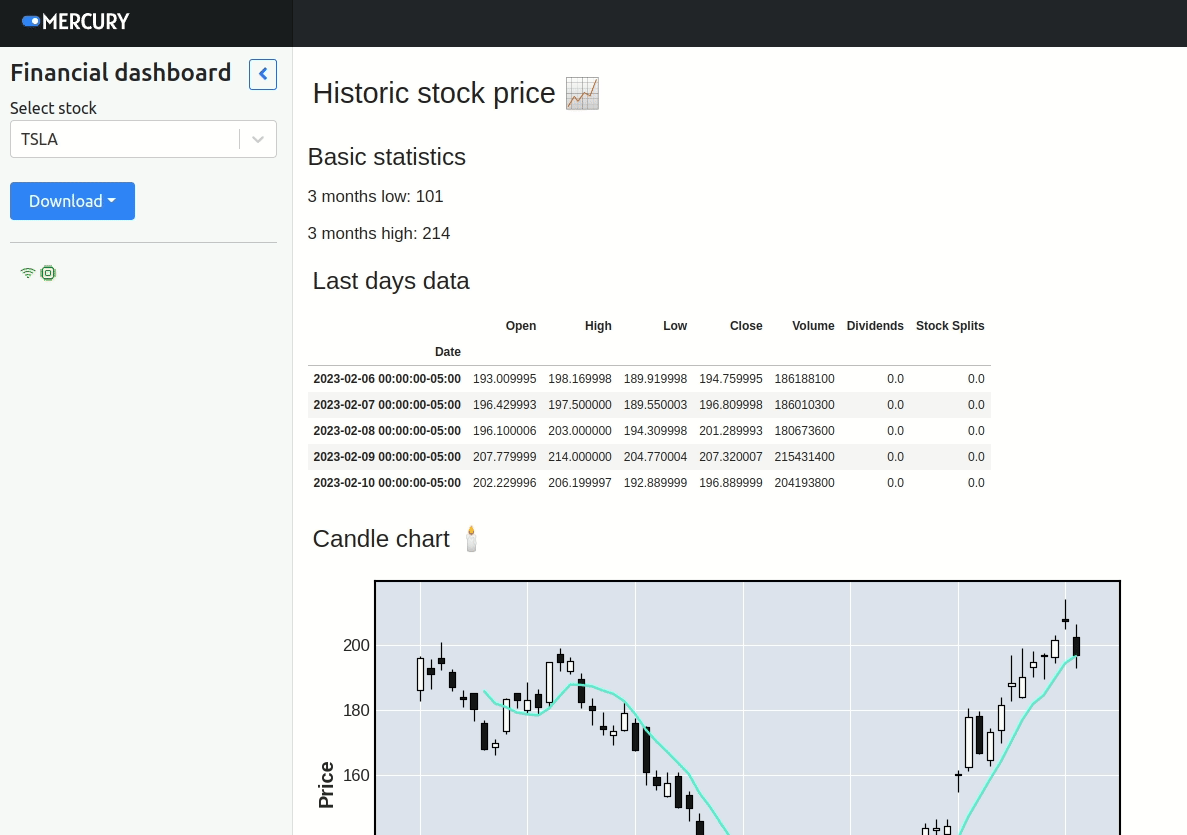 MERCURY
Financial dashboard
Select stock
TSLA
Download
Historic stock price
Basic statistics
3 months low: 101
3 months high: 214
Last days data
Open High Low Close Volume Dividends Stock Splits
Date
2023-02-06 00:00:00-05:00 193.009995 198.169998 189.919998 194.759995 186188100 0.0 0.0
2023-02-07 00:00:00-05:00 196.429993 197.500000 189.550003 196.809998 186010300 0.0 0.0
2023-02-08 00:00:00-05:00 196.100006 203.000000 194.309998 201.289993 180673600 0.0 0.0
2023-02-09 00:00:00-05:00 207.779999 214.000000 204.770004 207.320007 215431400 0.0 0.0
2023-02-10 00:00:00-05:00 202.229996 206.199997 192.889999 196.889999 204193800 0.0 0.0
Candle chart
200
180
160
Price